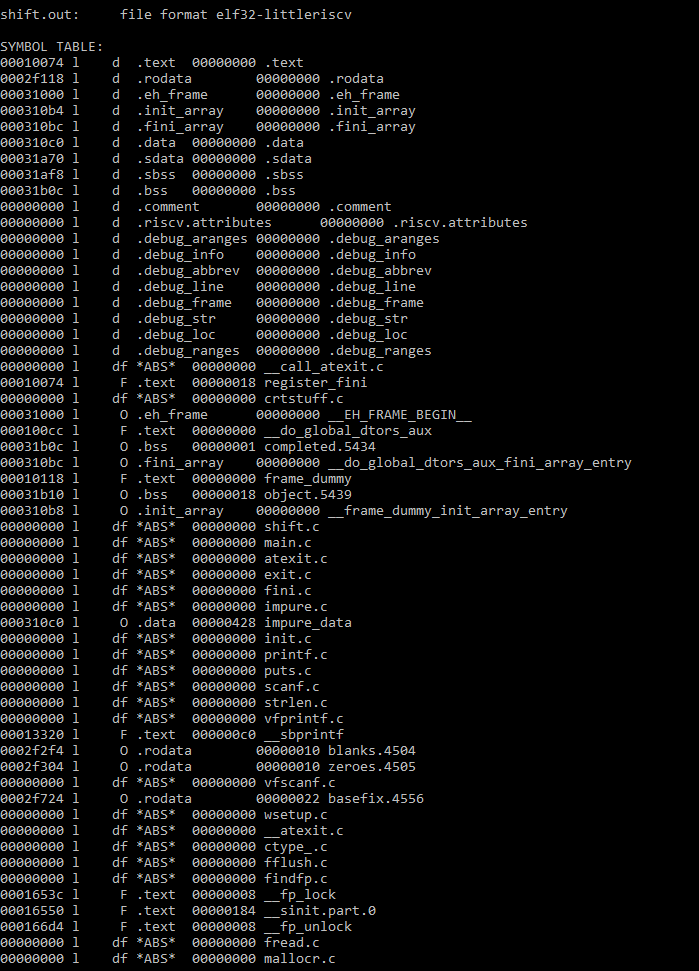 shift.out:     file format elf32-littleriscv

SYMBOL TABLE:
00010074 l    d  .text  00000000 .text
0002f118 l    d  .rodata        00000000 .rodata
00031000 l    d  .eh_frame      00000000 .eh_frame
000310b4 l    d  .init_array    00000000 .init_array
000310bc l    d  .fini_array    00000000 .fini_array
000310c0 l    d  .data  00000000 .data
00031a70 l    d  .sdata 00000000 .sdata
00031af8 l    d  .sbss  00000000 .sbss
00031b0c l    d  .bss   00000000 .bss
00000000 l    d  .comment       00000000 .comment
00000000 l    d  .riscv.attributes      00000000 .riscv.attributes
00000000 l    d  .debug_aranges 00000000 .debug_aranges
00000000 l    d  .debug_info    00000000 .debug_info
00000000 l    d  .debug_abbrev  00000000 .debug_abbrev
00000000 l    d  .debug_line    00000000 .debug_line
00000000 l    d  .debug_frame   00000000 .debug_frame
00000000 l    d  .debug_str     00000000 .debug_str
00000000 l    d  .debug_loc     00000000 .debug_loc
00000000 l    d  .debug_ranges  00000000 .debug_ranges
00000000 l    df *ABS*  00000000 __call_atexit.c
00010074 l     F .text  00000018 register_fini
00000000 l    df *ABS*  00000000 crtstuff.c
00031000 l     O .eh_frame      00000000 __EH_FRAME_BEGIN__
000100cc l     F .text  00000000 __do_global_dtors_aux
00031b0c l     O .bss   00000001 completed.5434
000310bc l     O .fini_array    00000000 __do_global_dtors_aux_fini_array_entry
00010118 l     F .text  00000000 frame_dummy
00031b10 l     O .bss   00000018 object.5439
000310b8 l     O .init_array    00000000 __frame_dummy_init_array_entry
00000000 l    df *ABS*  00000000 shift.c
00000000 l    df *ABS*  00000000 main.c
00000000 l    df *ABS*  00000000 atexit.c
00000000 l    df *ABS*  00000000 exit.c
00000000 l    df *ABS*  00000000 fini.c
00000000 l    df *ABS*  00000000 impure.c
000310c0 l     O .data  00000428 impure_data
00000000 l    df *ABS*  00000000 init.c
00000000 l    df *ABS*  00000000 printf.c
00000000 l    df *ABS*  00000000 puts.c
00000000 l    df *ABS*  00000000 scanf.c
00000000 l    df *ABS*  00000000 strlen.c
00000000 l    df *ABS*  00000000 vfprintf.c
00013320 l     F .text  000000c0 __sbprintf
0002f2f4 l     O .rodata        00000010 blanks.4504
0002f304 l     O .rodata        00000010 zeroes.4505
00000000 l    df *ABS*  00000000 vfscanf.c
0002f724 l     O .rodata        00000022 basefix.4556
00000000 l    df *ABS*  00000000 wsetup.c
00000000 l    df *ABS*  00000000 __atexit.c
00000000 l    df *ABS*  00000000 ctype_.c
00000000 l    df *ABS*  00000000 fflush.c
00000000 l    df *ABS*  00000000 findfp.c
0001653c l     F .text  00000008 __fp_lock
00016550 l     F .text  00000184 __sinit.part.0
000166d4 l     F .text  00000008 __fp_unlock
00000000 l    df *ABS*  00000000 fread.c
00000000 l    df *ABS*  00000000 mallocr.c